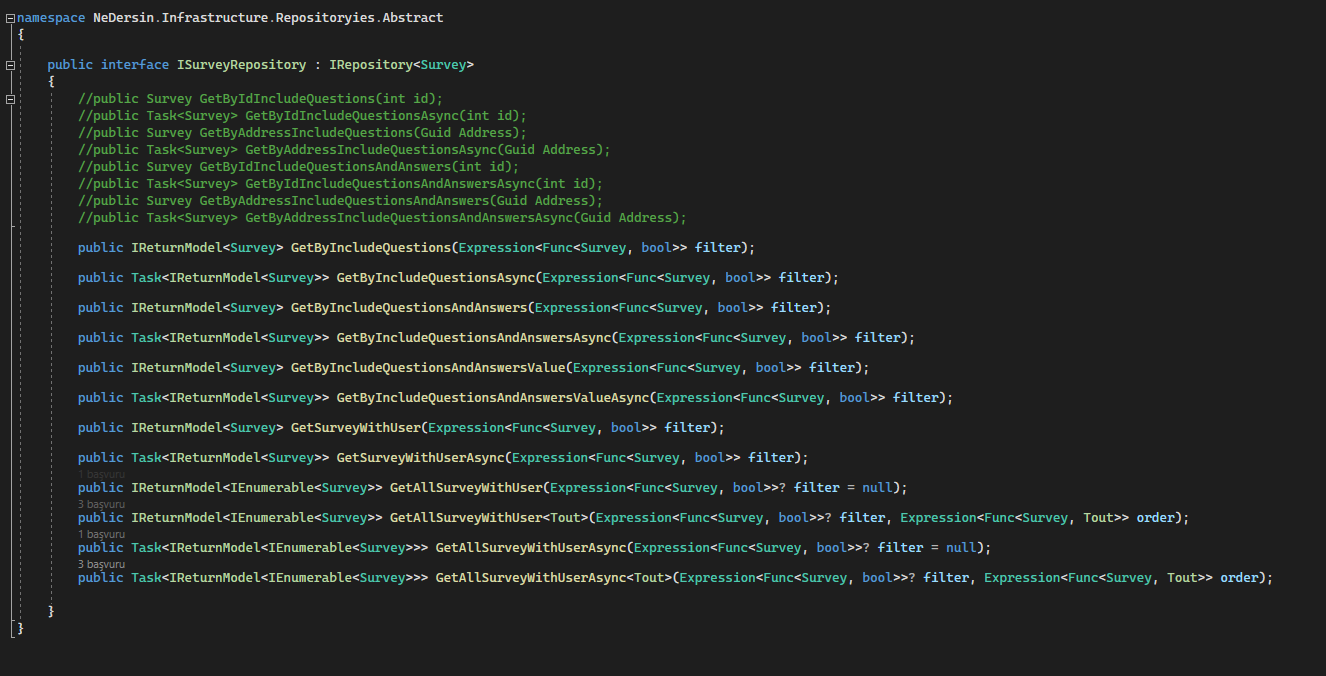 namespace NeDersin.Infrastructure.Repositoryies.Abstract
{
public interface ISurveyRepository : IRepository<Survey>
{
//public Survey GetByIdIncludeQuestions(int id);
//public Task<Survey> GetByIdIncludeQuestionsAsync(int id);
//public Survey GetByAddressIncludeQuestions(Guid Address);
//public Task<Survey> GetByAddressIncludeQuestionsAsync(Guid Address);
//public Survey GetByIdIncludeQuestionsAndAnswers(int id);
//public Task<Survey> GetByIdIncludeQuestionsAndAnswersAsync(int id);
//public Survey GetByAddressIncludeQuestionsAndAnswers(Guid Address);
//public Task<Survey> GetByAddressIncludeQuestionsAndAnswersAsync(Guid Address);
public IReturnModel<Survey> GetByIncludeQuestions(Expression<Func<Survey, bool>> filter);
public Task<IReturnModel<Survey>> GetByIncludeQuestionsAsync(Expression<Func<Survey, bool>> filter);
public IReturnModel<Survey> GetByIncludeQuestionsAndAnswers(Expression<Func<Survey, bool>> filter);
public Task<IReturnModel<Survey>> GetByIncludeQuestionsAndAnswersAsync(Expression<Func<Survey, bool>> filter);
public IReturnModel<Survey> GetByIncludeQuestionsAndAnswersValue(Expression<Func<Survey, bool>> filter);
public Task<IReturnModel<Survey>> GetByIncludeQuestionsAndAnswersValueAsync(Expression<Func<Survey, bool>> filter);
public IReturnModel<Survey> GetSurveyWithUser(Expression<Func<Survey, bool>> filter);
public Task<IReturnModel<Survey>> GetSurveyWithUserAsync(Expression<Func<Survey, bool>> filter);
1 başvuru
public IReturnModel<IEnumerable<Survey>> GetAllSurveyWithUser(Expression<Func<Survey, bool>>? filter = null);
3 başvuru
public IReturnModel<IEnumerable<Survey>> GetAllSurveyWithUser<Tout>(Expression<Func<Survey, bool>>? filter, Expression<Func<Survey, Tout>> order);
1 başvuru
public Task<IReturnModel<IEnumerable<Survey>>> GetAllSurveyWithUserAsync(Expression<Func<Survey, bool>>? filter = null);
3 başvuru
public Task<IReturnModel<IEnumerable<Survey>>> GetAllSurveyWithUserAsync<Tout>(Expression<Func<Survey, bool>>? filter, Expression<Func<Survey, Tout>> order);
}
}